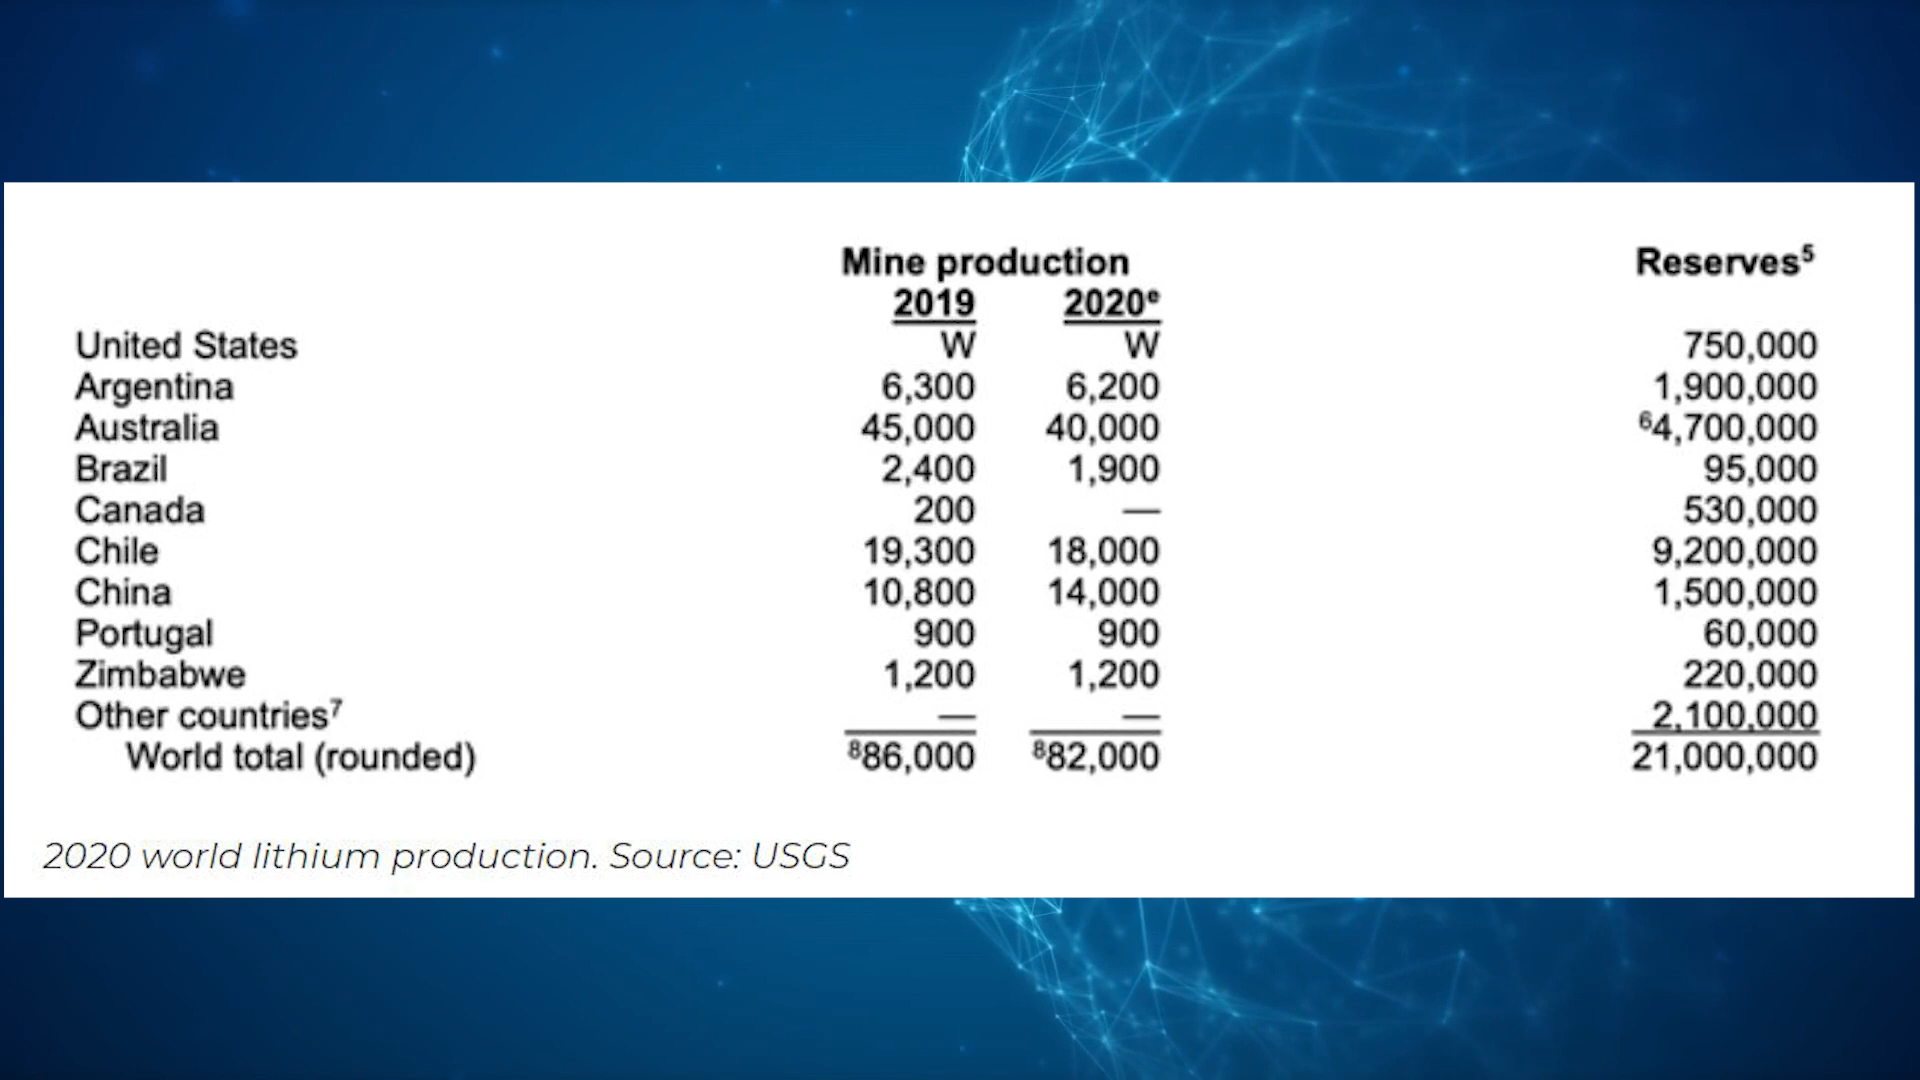 Mine production Reserves⁵
2019 2020ᵉ
United States W W 750,000
Argentina 6,300 6,200 1,900,000
Australia 45,000 40,000 ⁶4,700,000
Brazil 2,400 1,900 95,000
Canada 200 — 530,000
Chile 19,300 18,000 9,200,000
China 10,800 14,000 1,500,000
Portugal 900 900 60,000
Zimbabwe 1,200 1,200 220,000
Other countries⁷ — — 2,100,000
World total (rounded) ⁸86,000 ⁸82,000 21,000,000
2020 world lithium production. Source: USGS